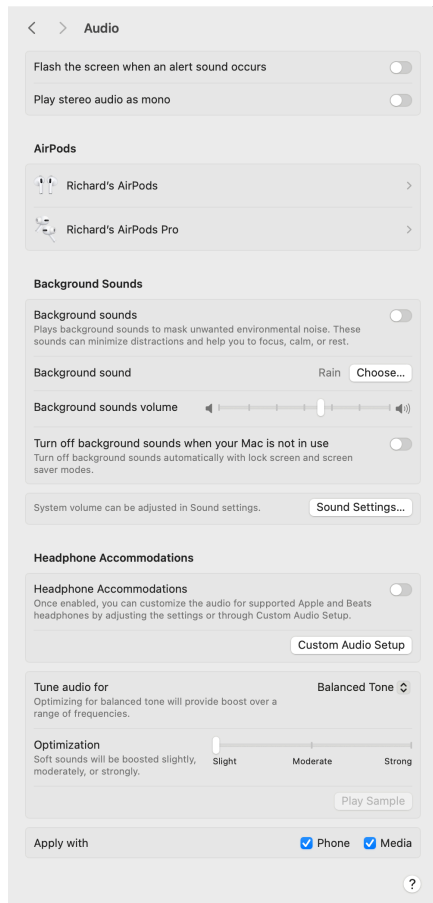 Audio
Flash the screen when an alert sound occurs
Play stereo audio as mono
AirPods
Richard's AirPods
Richard's AirPods Pro
Background Sounds
Background sounds
Plays background sounds to mask unwanted environmental noise. These
sounds can minimize distractions and help you to focus, calm, or rest.
Background sound Rain Choose...
Background sounds volume
Turn off background sounds when your Mac is not in use
Turn off background sounds automatically with lock screen and screen
saver modes.
System volume can be adjusted in Sound settings. Sound Settings...
Headphone Accommodations
Headphone Accommodations
Once enabled, you can customize the audio for supported Apple and Beats
headphones by adjusting the settings or through Custom Audio Setup.
Custom Audio Setup
Tune audio for Balanced Tone
Optimizing for balanced tone will provide boost over a
range of frequencies.
Optimization
Soft sounds will be boosted slightly,
moderately, or strongly.
Slight Moderate Strong
Play Sample
Apply with Phone Media
?